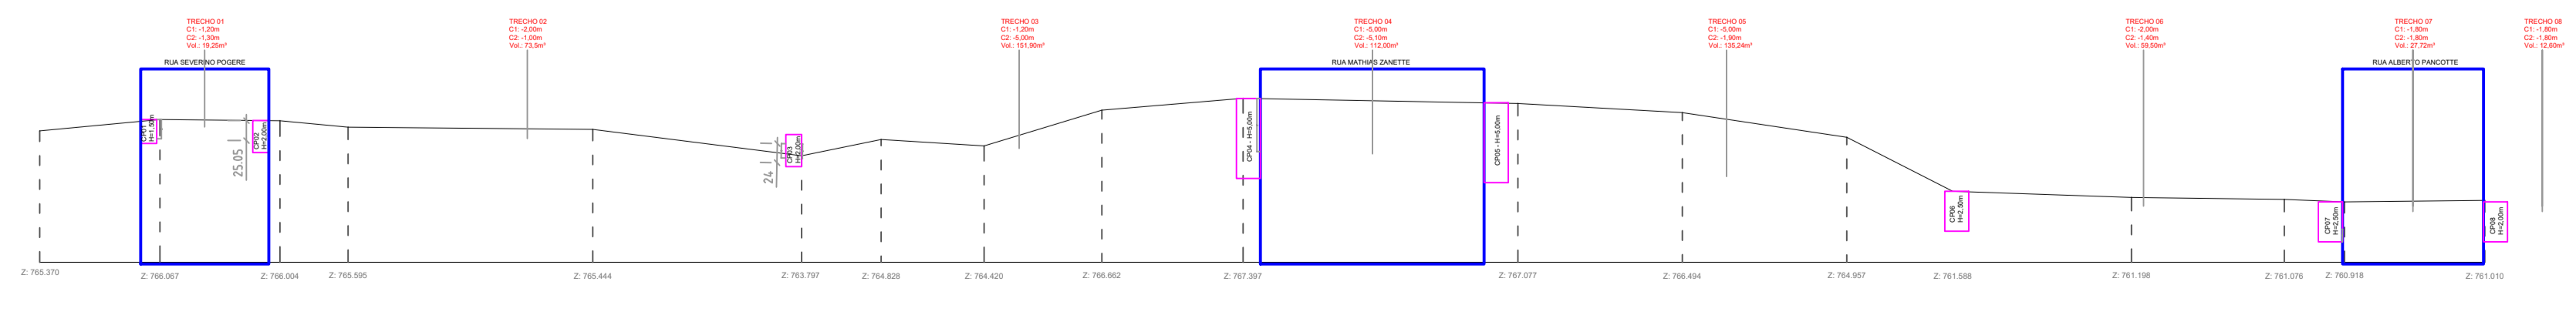 TRECHO 01
C1: -1,20m
C2: -1,30m
Vol.: 19,25m³
TRECHO 02
C1: -2,00m
C2: -1,00m
Vol.: 73,5m³
TRECHO 03
C1: -1,20m
C2: -5,00m
Vol.: 151,90m³
TRECHO 04
C1: -5,00m
C2: -5,10m
Vol.: 112,00m³
TRECHO 05
C1: -5,00m
C2: -1,90m
Vol.: 135,24m³
TRECHO 06
C1: -2,00m
C2: -1,40m
Vol.: 59,50m³
TRECHO 07
C1: -1,80m
C2: -1,80m
Vol.: 27,72m³
TRECHO 08
C1: -1,80m
C2: -1,80m
Vol.: 12,60m³
RUA SEVERINO POGERE
RUA MATHIAS ZANETTE
RUA ALBERTO PANCOTTE
CP01
H=1,50m
25.05
CP02
H=2,00m
24
CP03
H=2,00m
CP04 - H=5,00m
CP05 - H=5,00m
CP06
H=2,50m
CP07
H=2,50m
CP08
H=2,00m
Z: 765.370
Z: 766.067
Z: 766.004
Z: 765.595
Z: 765.444
Z: 763.797
Z: 764.828
Z: 764.420
Z: 766.662
Z: 767.397
Z: 767.077
Z: 766.494
Z: 764.957
Z: 761.588
Z: 761.198
Z: 761.076
Z: 760.918
Z: 761.010